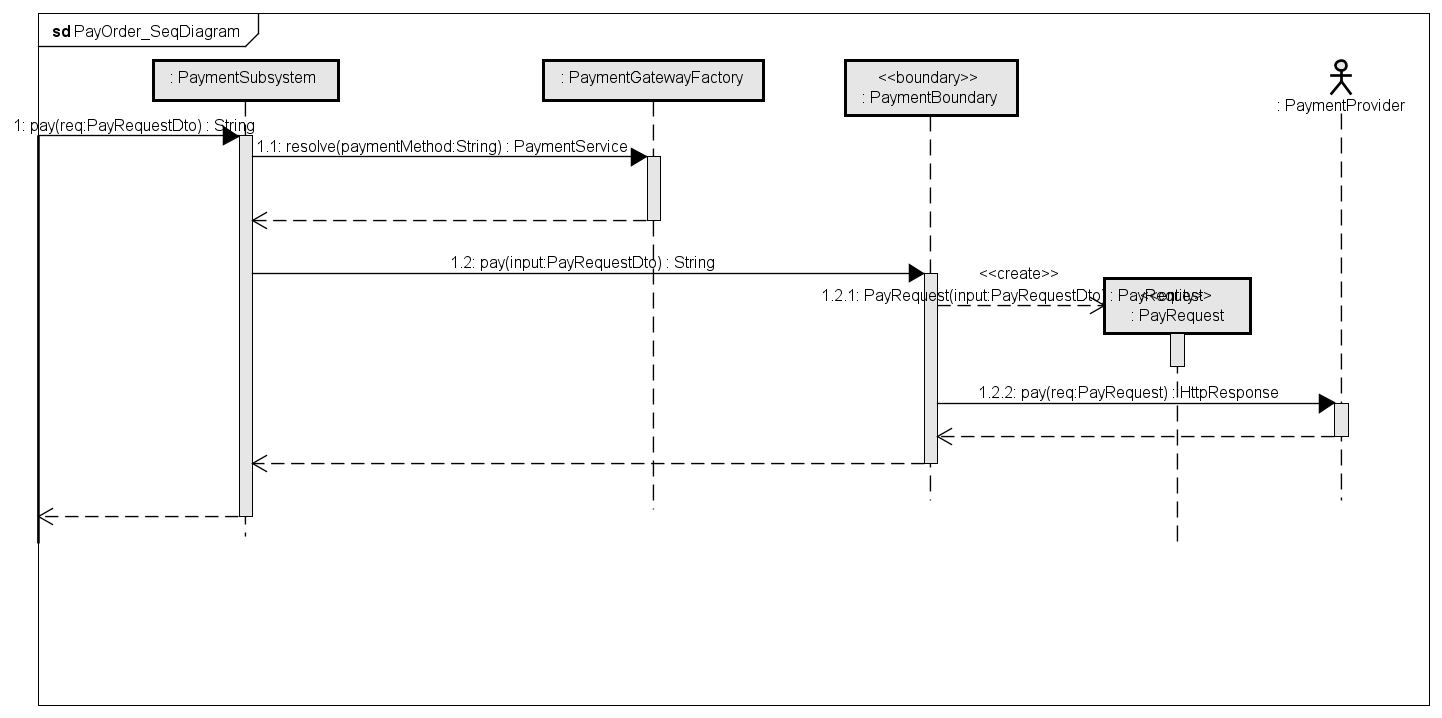 sd PayOrder_SeqDiagram
: PaymentSubsystem
: PaymentGatewayFactory
<<boundary>>
: PaymentBoundary
: PaymentProvider
1: pay(req:PayRequestDto) : String
1.1: resolve(paymentMethod:String) : PaymentService
1.2: pay(input:PayRequestDto) : String
<<create>>
1.2.1: PayRequest(input:PayRequestDto) : PayRequest
<<entity>>
: PayRequest
1.2.2: pay(req:PayRequest) : HttpResponse